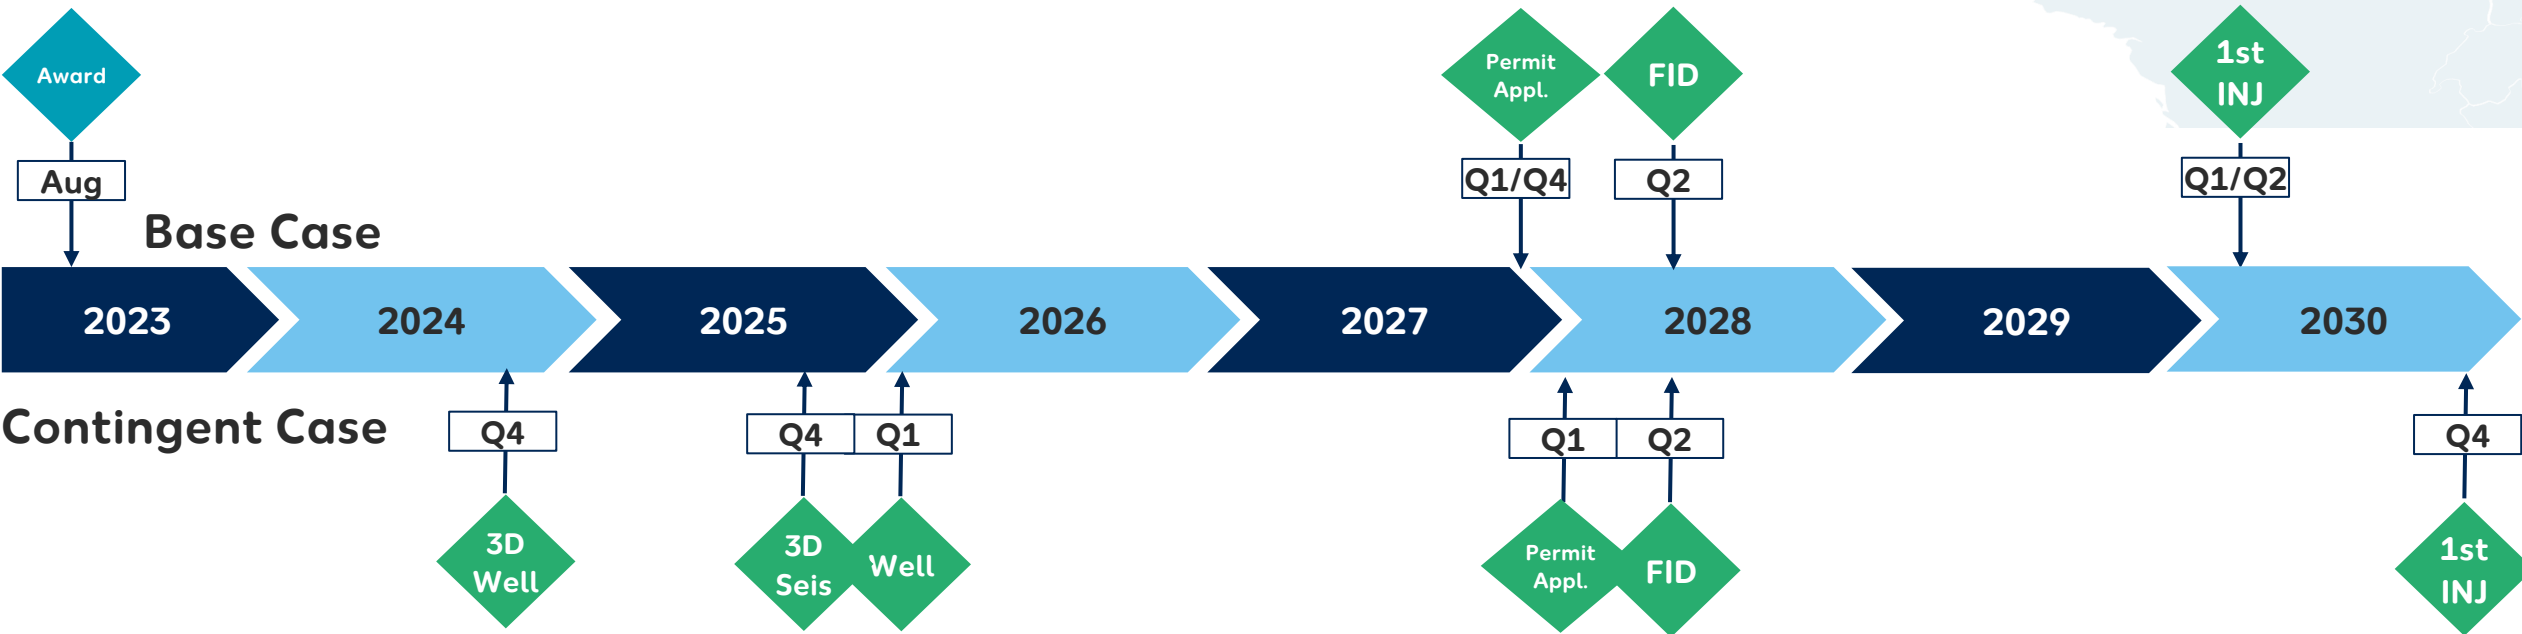 Award
Permit
Appl.
FID
1st
INJ
Aug
Q1/Q4
Q2
Q1/Q2
Base Case
2023
2024
2025
2026
2027
2028
2029
2030
Contingent Case
Q4
Q4
Q1
Q1
Q2
Q4
3D
Well
3D
Seis
Well
Permit
Appl.
FID
1st
INJ